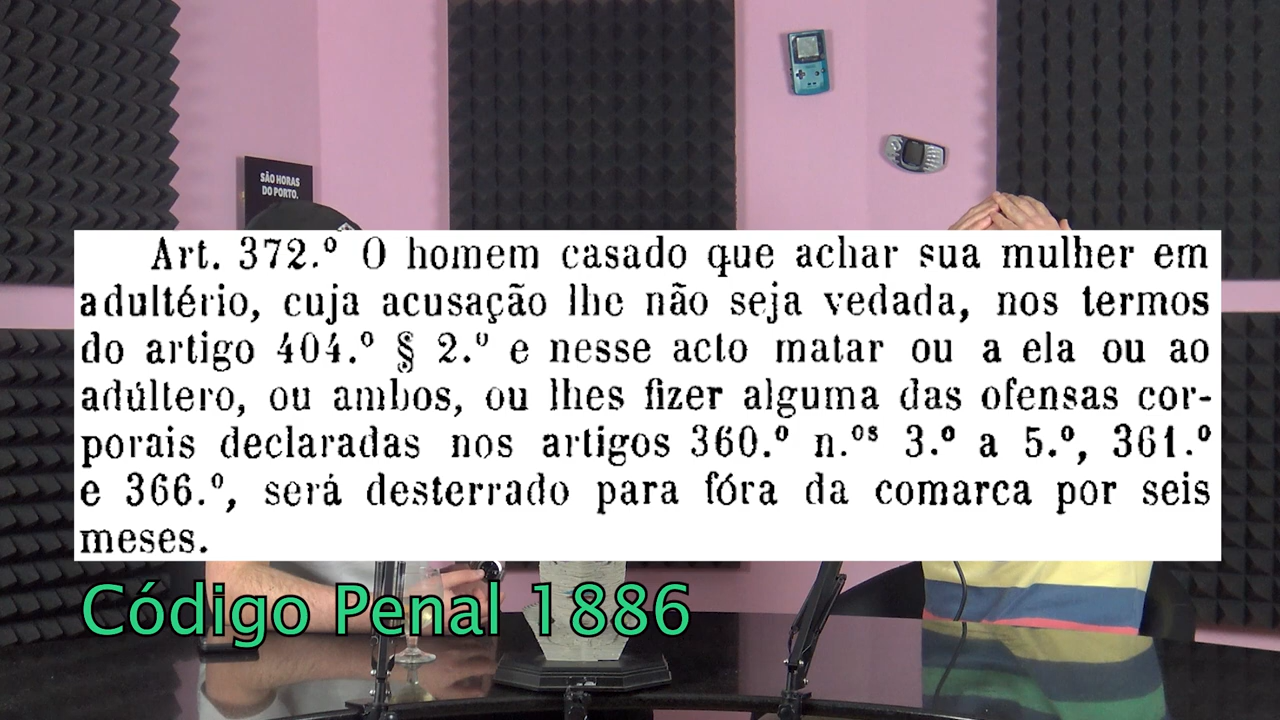 SÃO HORAS
DO PORTO.
Art. 372.º O homem casado que achar sua mulher em
adultério, cuja acusação lhe não seja vedada, nos termos
do artigo 404.º § 2.º e nesse acto matar ou a ela ou ao
adúltero, ou ambos, ou lhes fizer alguma das ofensas cor-
porais declaradas nos artigos 360.º n.ºs 3.º a 5.º, 361.º
e 366.º, será desterrado para fóra da comarca por seis
meses.
Código Penal 1886